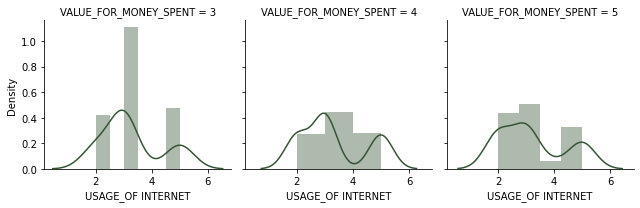 VALUE_FOR_MONEY_SPENT = 3
VALUE_FOR_MONEY_SPENT = 4
VALUE_FOR_MONEY_SPENT = 5
Density
1.0
0.8
0.6
0.4
0.2
0.0
2 4 6
2 4 6
2 4 6
USAGE_OF INTERNET
USAGE_OF INTERNET
USAGE_OF INTERNET